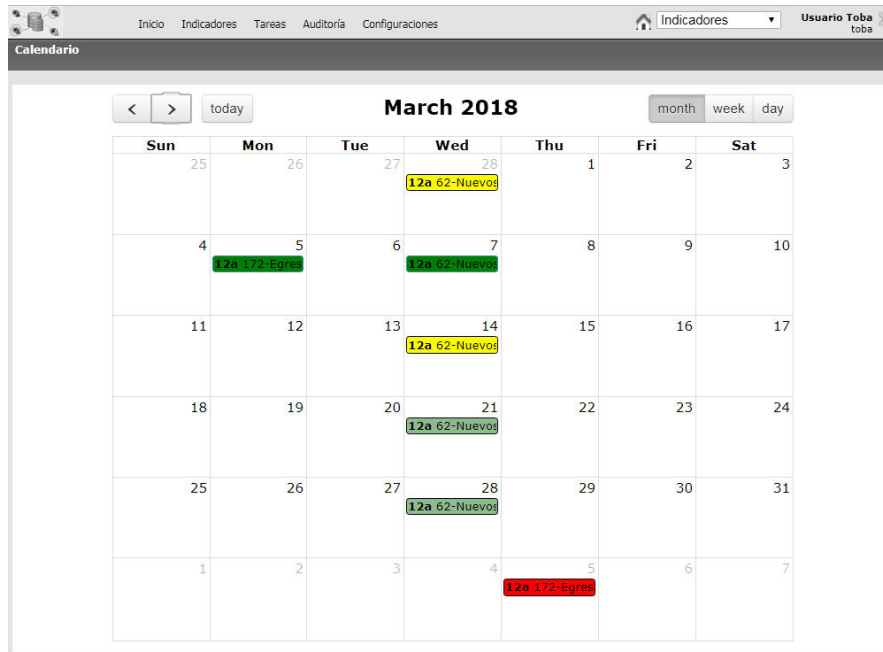 Inicio Indicadores Tareas Auditoría Configuraciones Indicadores Usuario Toba
toba
Calendario
< > today March 2018 month week day
Sun Mon Tue Wed Thu Fri Sat
25 26 27 28 1 2 3
12a 62-Nuevos
4 5 6 7 8 9 10
12a 172-Egres 12a 62-Nuevos
11 12 13 14 15 16 17
12a 62-Nuevos
18 19 20 21 22 23 24
12a 62-Nuevos
25 26 27 28 29 30 31
12a 62-Nuevos
1 2 3 4 5 6 7
12a 172-Egres